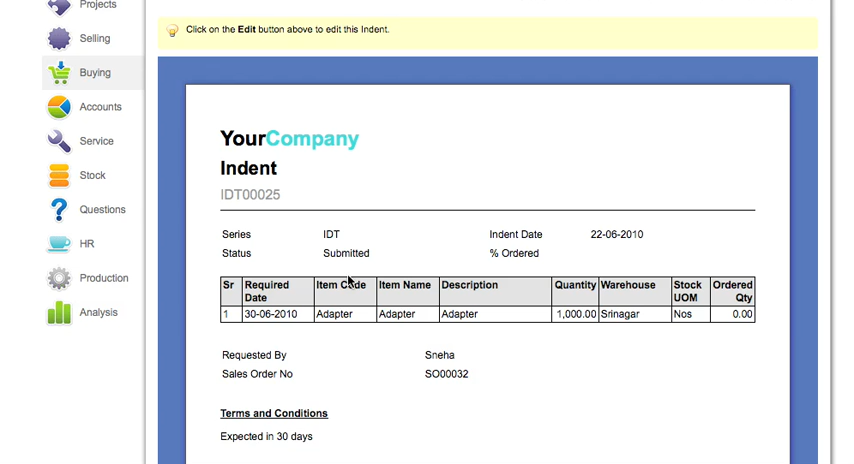 Projects
Selling
Buying
Accounts
Service
Stock
Questions
HR
Production
Analysis
Click on the Edit button above to edit this Indent.
YourCompany
Indent
IDT00025
Series IDT Indent Date 22-06-2010
Status Submitted % Ordered
Sr Required Date Item Code Item Name Description Quantity Warehouse Stock UOM Ordered Qty
1 30-06-2010 Adapter Adapter Adapter 1,000.00 Srinagar Nos 0.00
Requested By Sneha
Sales Order No SO00032
Terms and Conditions
Expected in 30 days